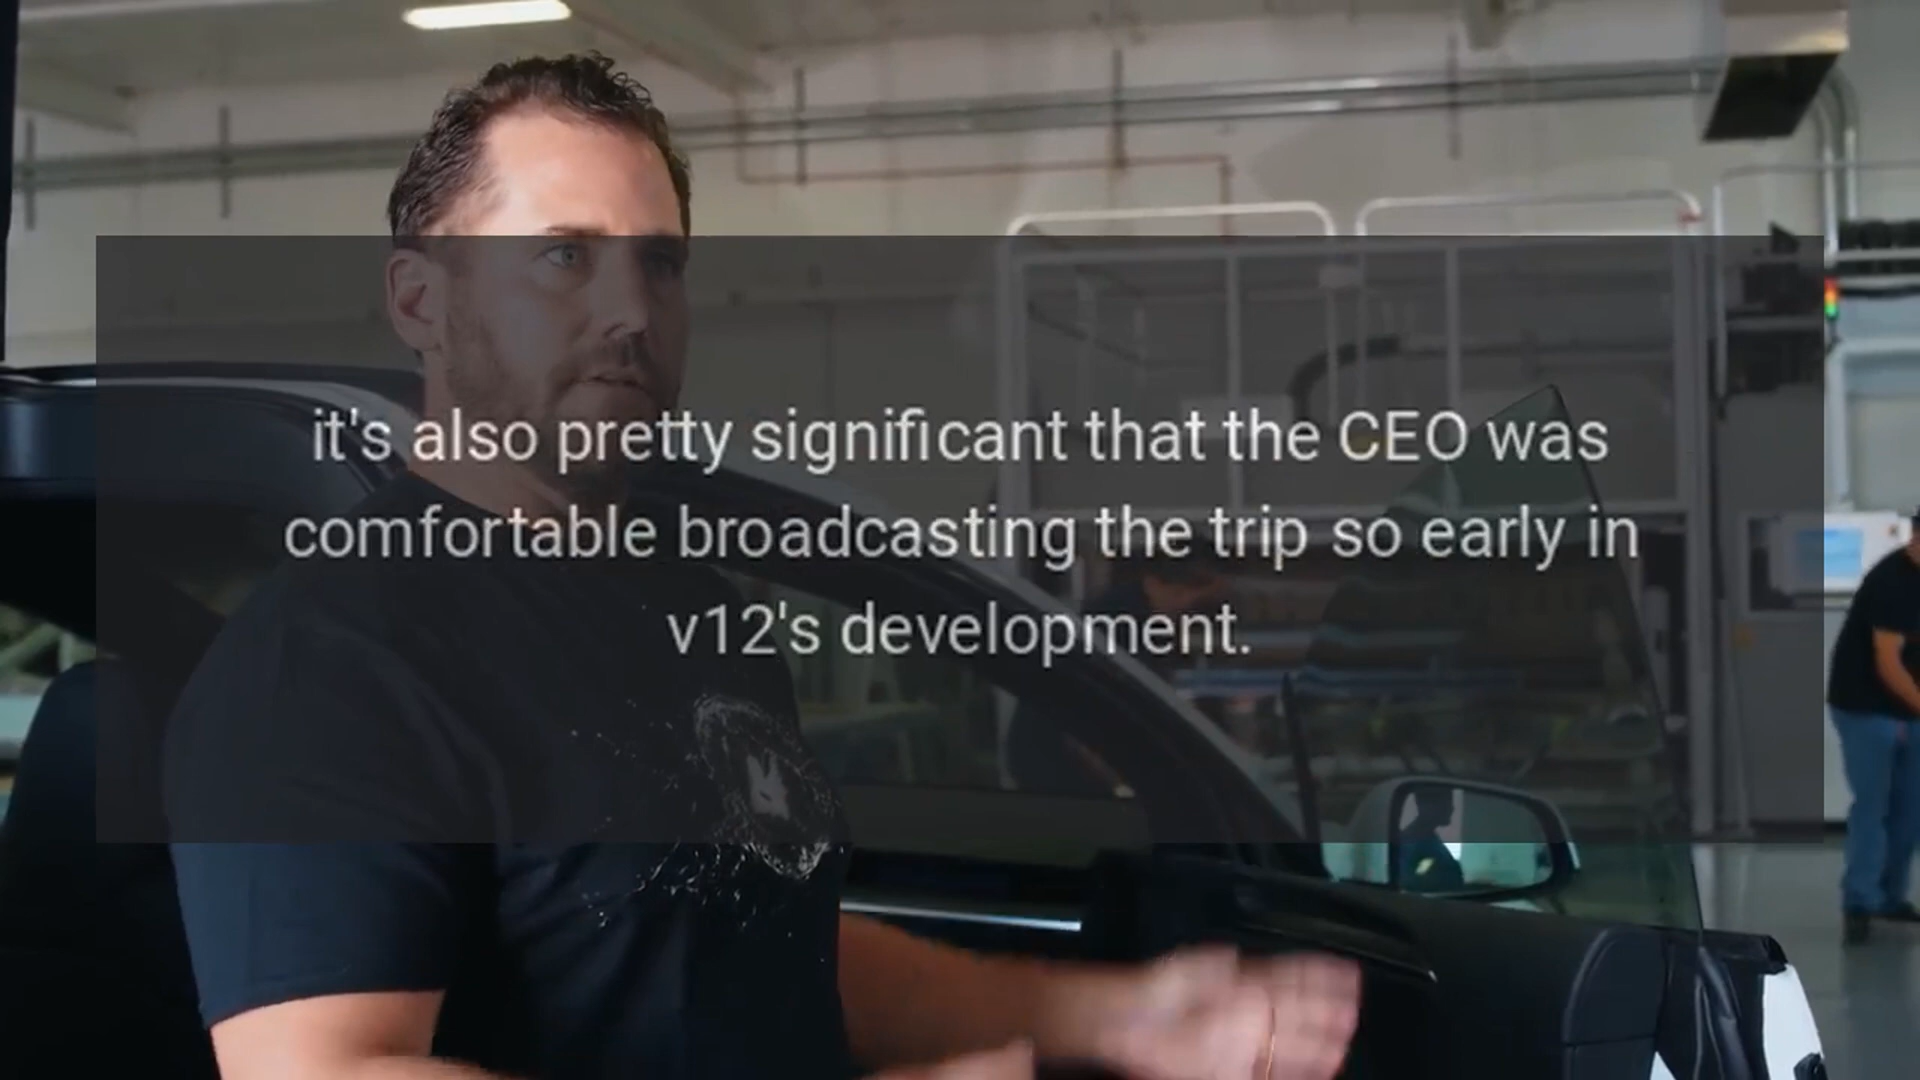 it's also pretty significant that the CEO was
comfortable broadcasting the trip so early in
v12's development.